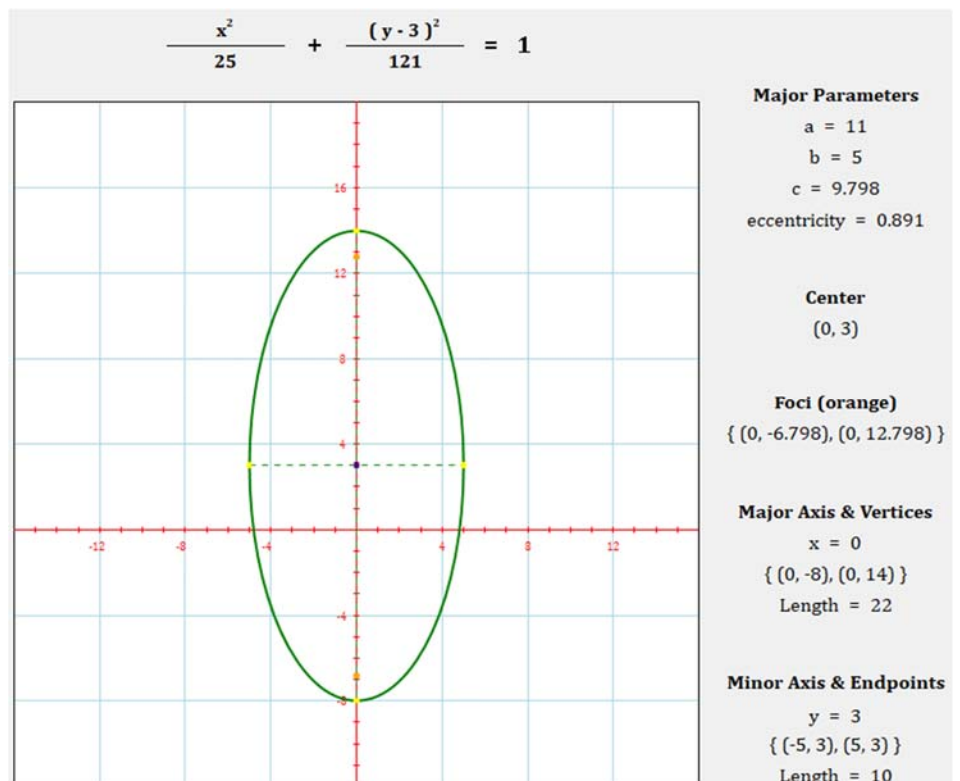 x² / 25 + ( y - 3 )² / 121 = 1
Major Parameters
a = 11
b = 5
c = 9.798
eccentricity = 0.891
Center
(0, 3)
Foci (orange)
{ (0, -6.798), (0, 12.798) }
Major Axis & Vertices
x = 0
{ (0, -8), (0, 14) }
Length = 22
Minor Axis & Endpoints
y = 3
{ (-5, 3), (5, 3) }
Length = 10
16
12
8
4
-12 -8 -4 4 8 12
-4
-8